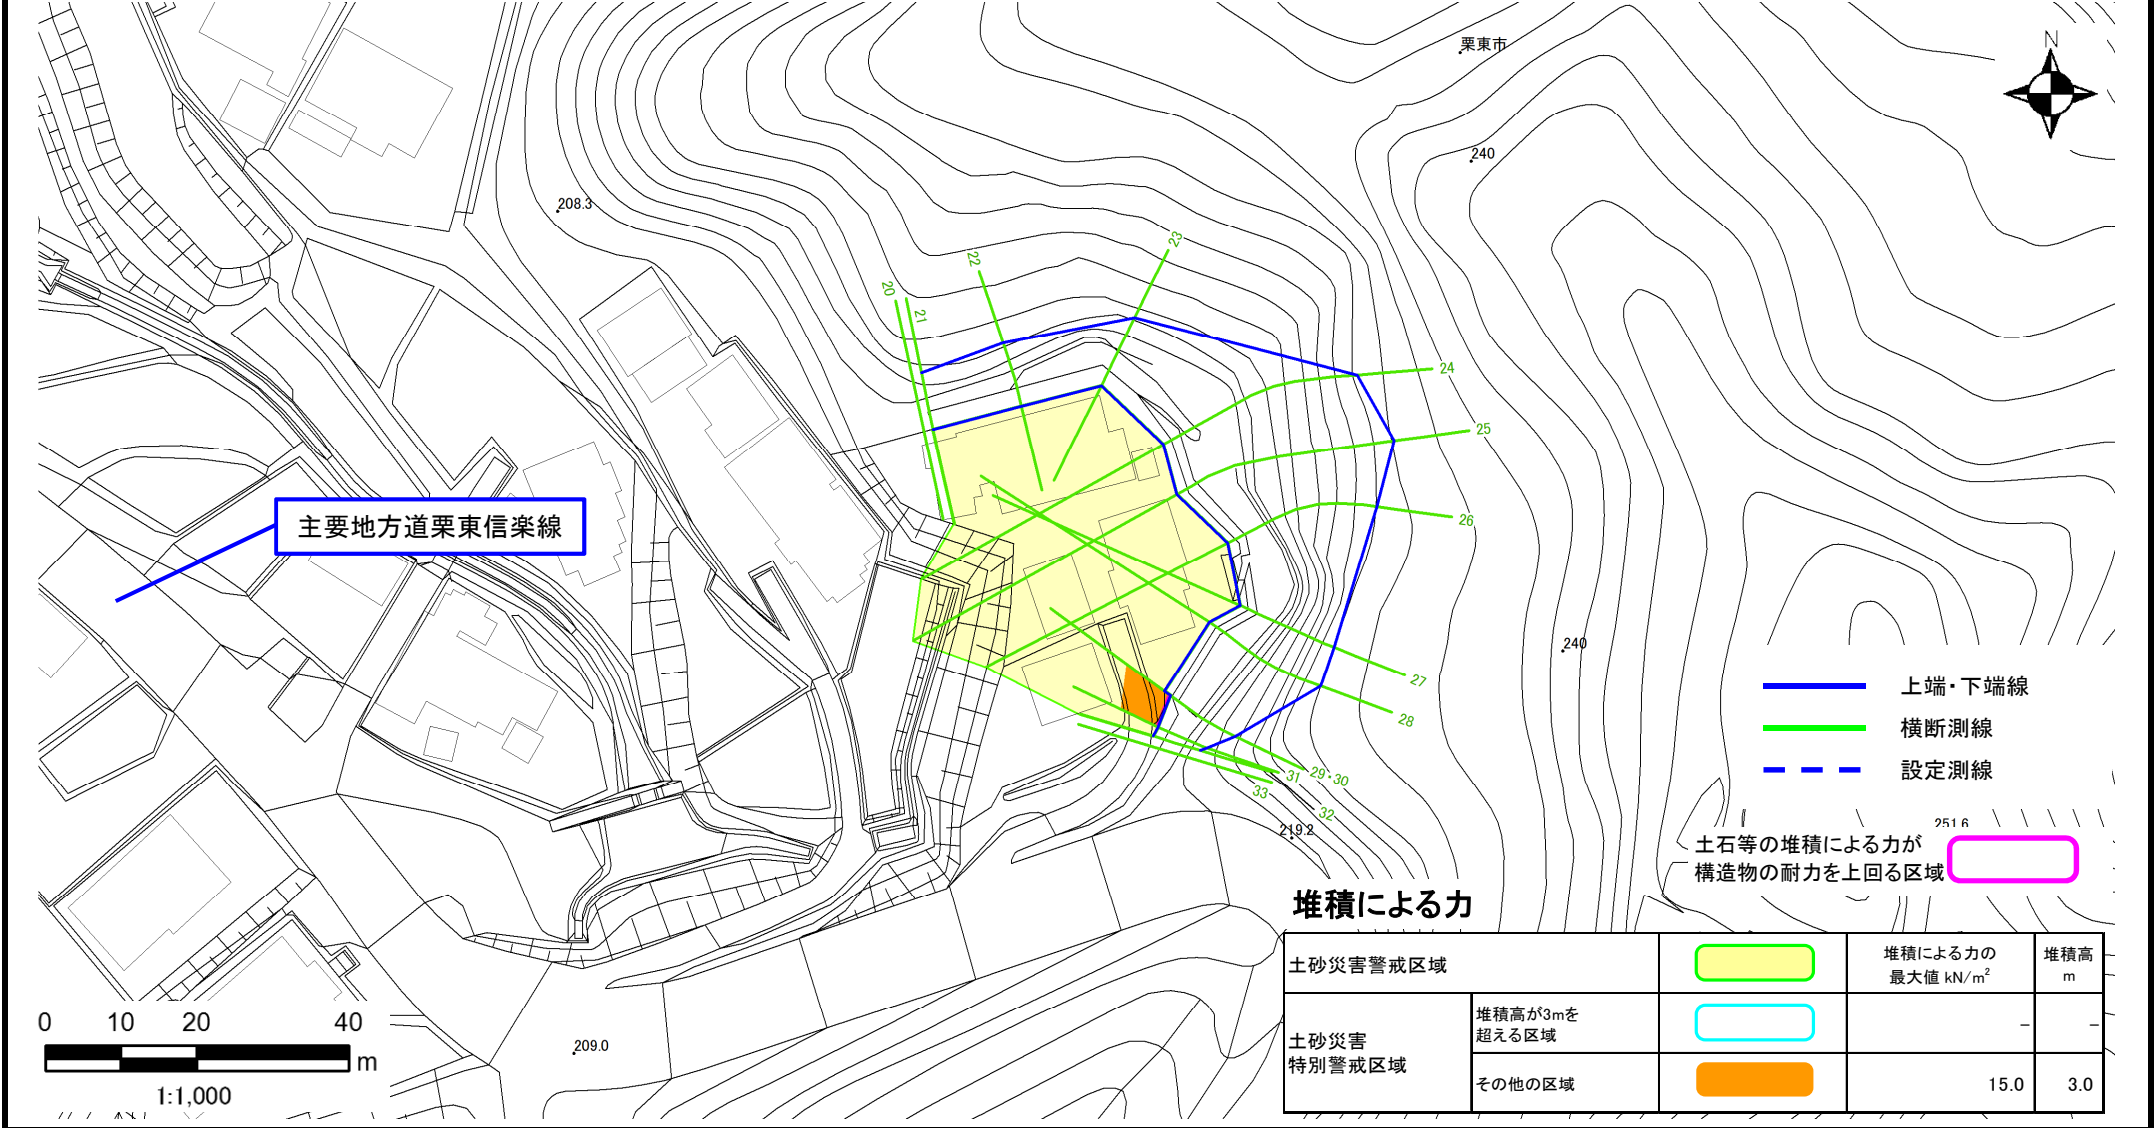 栗東市
N
240
208.3
23
22
20
21
24
25
26
主要地方道栗東信楽線
240
27
28
上端・下端線
横断測線
設定測線
31
29・30
33
32
219.2
251.6
土石等の堆積による力が
構造物の耐力を上回る区域
堆積による力
土砂災害警戒区域
堆積による力の
最大値 kN/m²
堆積高
m
土砂災害
特別警戒区域
堆積高が3mを
超える区域
-
-
その他の区域
15.0
3.0
0 10 20 40
m
1:1,000
209.0